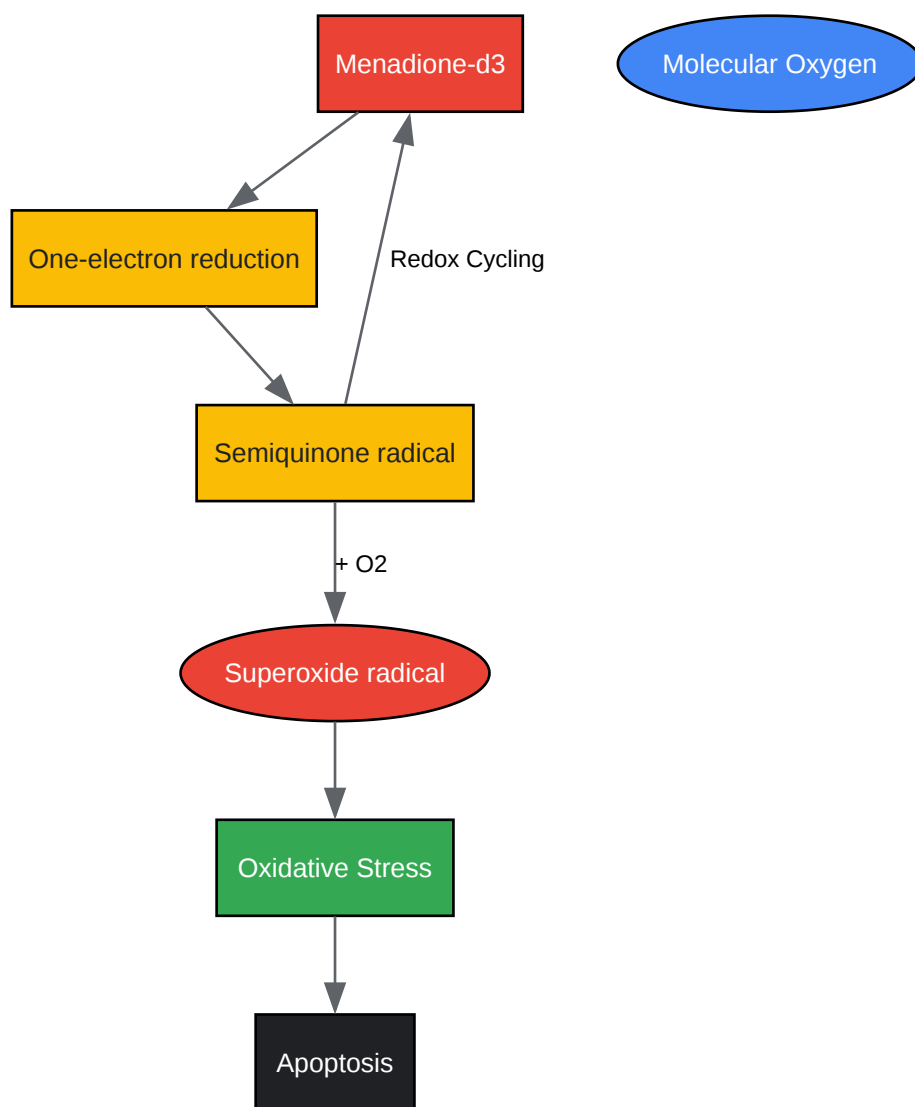 Menadione-d3
Molecular Oxygen
One-electron reduction
Redox Cycling
Semiquinone radical
+ O2
Superoxide radical
Oxidative Stress
Apoptosis